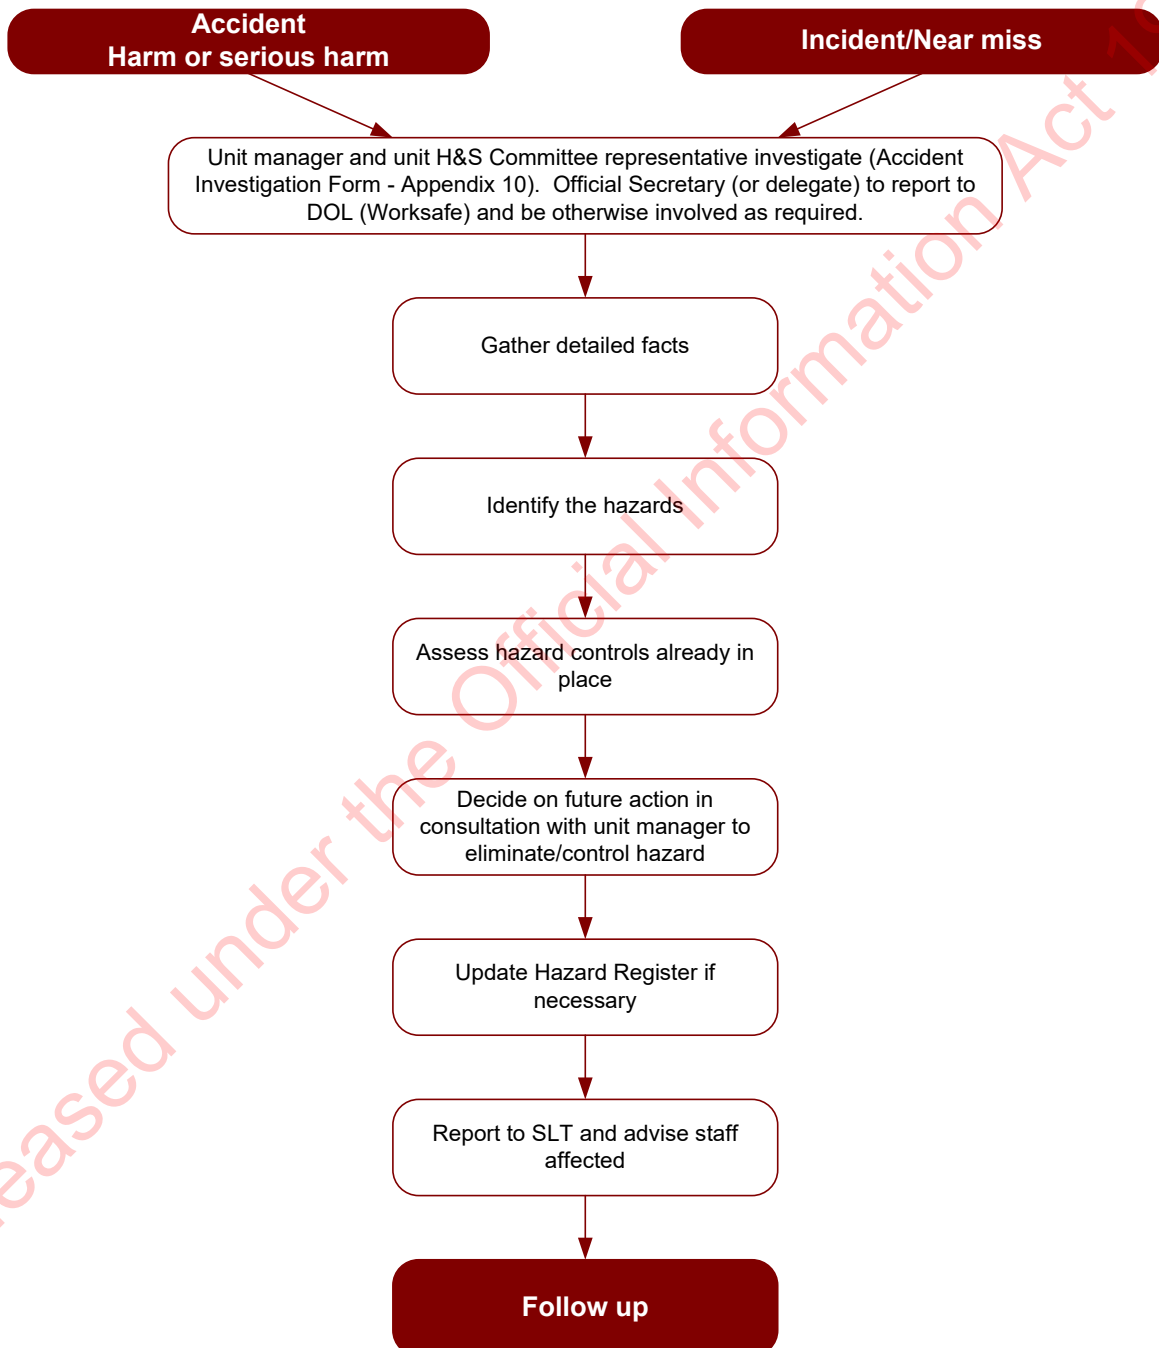 Accident
Harm or serious harm
Incident/Near miss
Unit manager and unit H&S Committee representative investigate (Accident
Investigation Form - Appendix 10).  Official Secretary (or delegate) to report to
DOL (Worksafe) and be otherwise involved as required.
Gather detailed facts
Identify the hazards
Assess hazard controls already in
place
Decide on future action in
consultation with unit manager to
eliminate/control hazard
Update Hazard Register if
necessary
Report to SLT and advise staff
affected
Follow up
under the Official Information Act